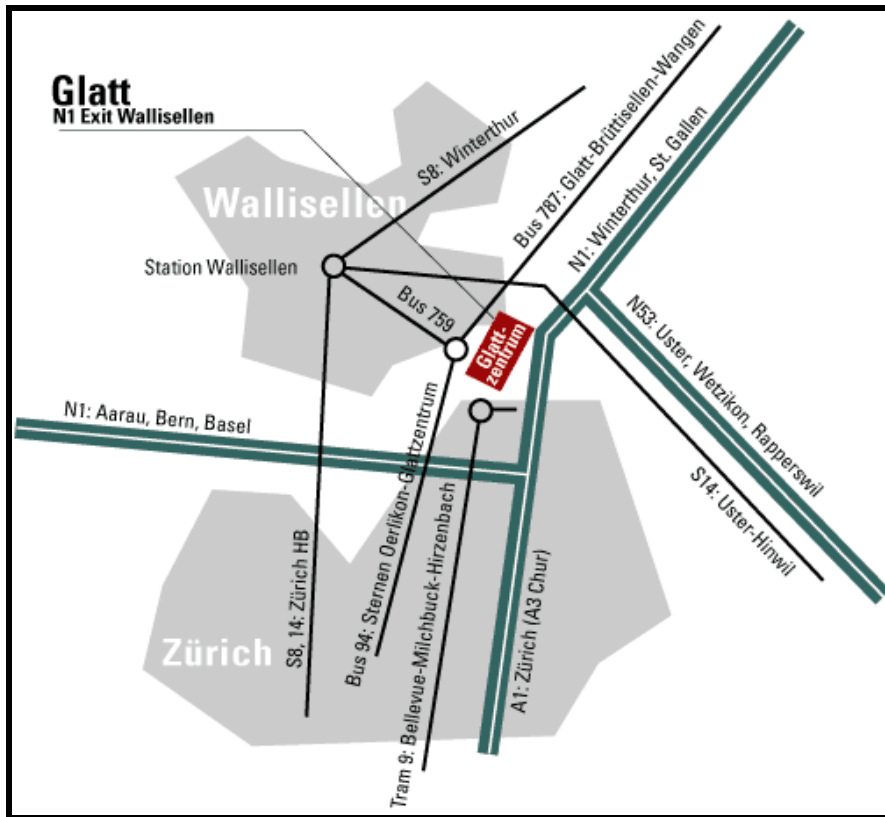 Glatt
N1 Exit Wallisellen
S8: Winterthur
Bus 787: Glatt-Brüttisellen-Wangen
N1: Winterthur, St. Gallen
Wallisellen
Station Wallisellen
Bus 759
Glatt-
zentrum
N53: Uster, Wetzikon, Rapperswil
N1: Aarau, Bern, Basel
S14: Uster-Hinwil
S8, 14: Zürich HB
Bus 94: Sternen Oerlikon-Glattzentrum
Tram 9: Bellevue-Milchbuck-Hirzenbach
A1: Zürich (A3 Chur)
Zürich